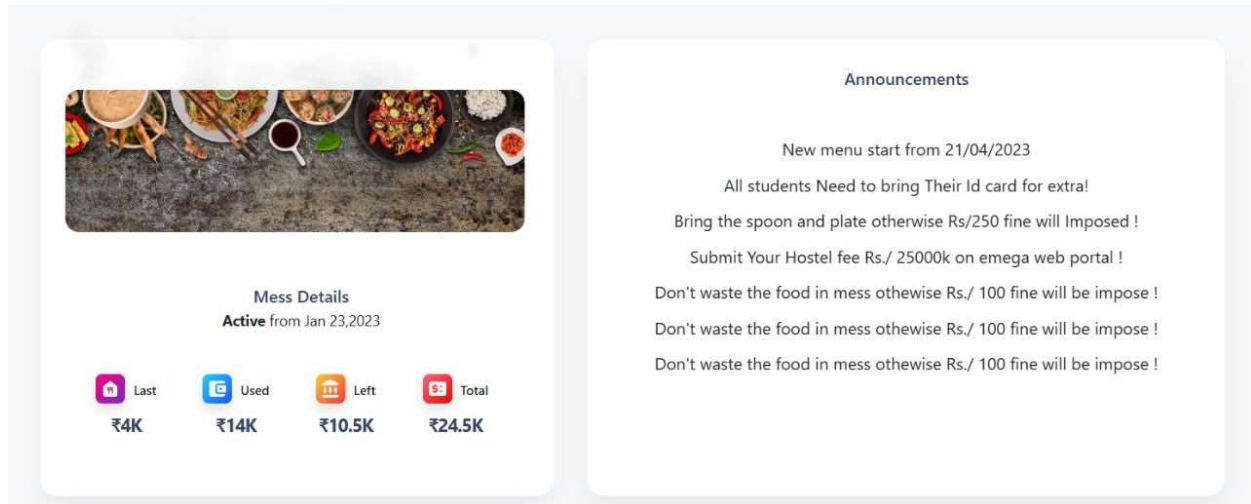 Mess Details
Active from Jan 23,2023
Last Used Left Total
₹4K ₹14K ₹10.5K ₹24.5K
Announcements
New menu start from 21/04/2023
All students Need to bring Their Id card for extra!
Bring the spoon and plate otherwise Rs/250 fine will Imposed !
Submit Your Hostel fee Rs./ 25000k on emega web portal !
Don't waste the food in mess othewise Rs./ 100 fine will be impose !
Don't waste the food in mess othewise Rs./ 100 fine will be impose !
Don't waste the food in mess othewise Rs./ 100 fine will be impose !